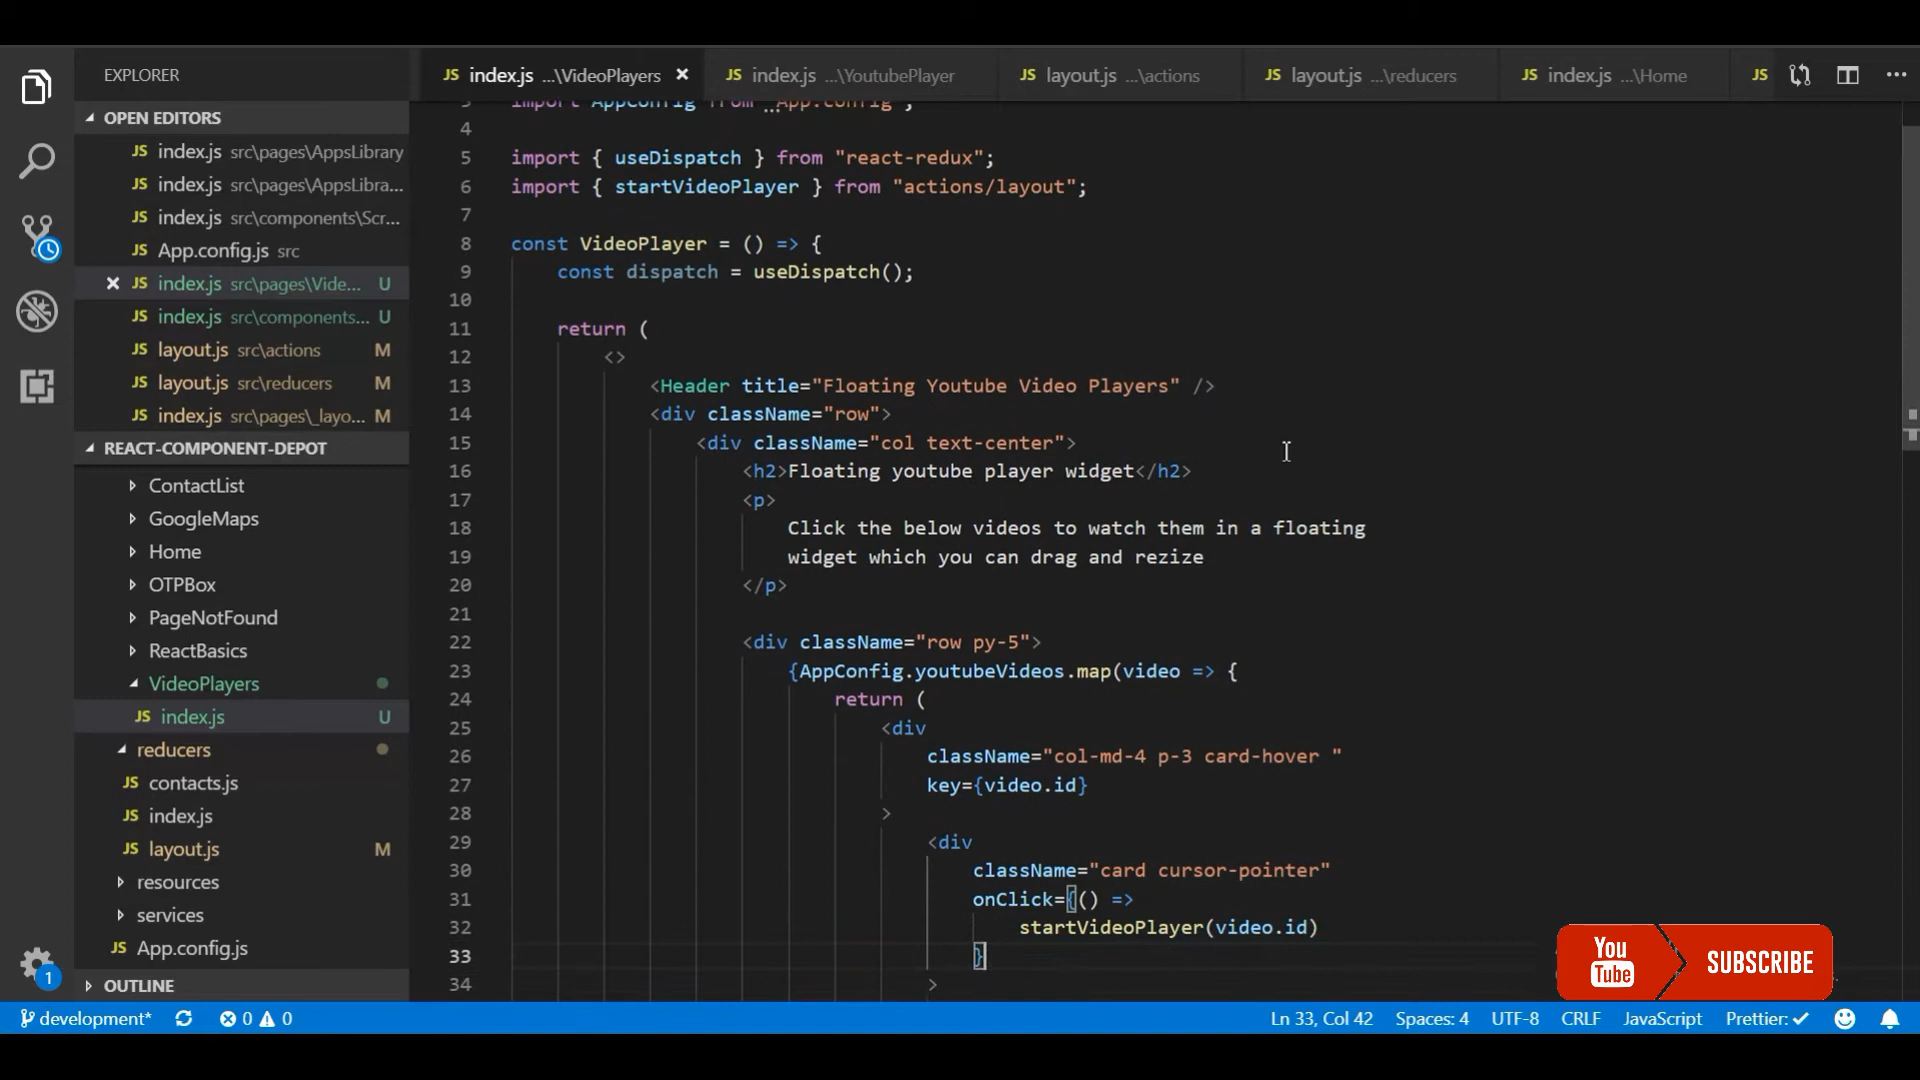 EXPLORER
OPEN EDITORS
JS index.js src\pages\AppsLibrary
JS index.js src\pages\AppsLibra...
JS index.js src\components\Scr...
App.config.js src
JS index.js src\pages\Vide... U
JS index.js src\components... U
JS layout.js src\actions M
JS layout.js src\reducers M
JS index.js src\pages\_layo... M
REACT-COMPONENT-DEPOT
ContactList
GoogleMaps
Home
OTPBox
PageNotFound
ReactBasics
VideoPlayers
JS index.js U
reducers
JS contacts.js
JS index.js
JS layout.js M
resources
services
JS App.config.js
OUTLINE
1
JS index.js ...\VideoPlayers
JS index.js ...\YoutubePlayer
JS layout.js ...\actions
JS layout.js ...\reducers
JS index.js ...\Home
JS
3 import AppConfig from "App.config";
4
5 import { useDispatch } from "react-redux";
6 import { startVideoPlayer } from "actions/layout";
7
8 const VideoPlayer = () => {
9 const dispatch = useDispatch();
10
11 return (
12 <>
13 <Header title="Floating Youtube Video Players" />
14 <div className="row">
15 <div className="col text-center">
16 <h2>Floating youtube player widget</h2>
17 <p>
18 Click the below videos to watch them in a floating
19 widget which you can drag and rezize
20 </p>
21
22 <div className="row py-5">
23 {AppConfig.youtubeVideos.map(video => {
24 return (
25 <div
26 className="col-md-4 p-3 card-hover "
27 key={video.id}
28 >
29 <div
30 className="card cursor-pointer"
31 onClick={() =>
32 startVideoPlayer(video.id)
33 }
34 >
You
Tube
SUBSCRIBE
development* 0 0 Ln 33, Col 42 Spaces: 4 UTF-8 CRLF JavaScript Prettier: ✓